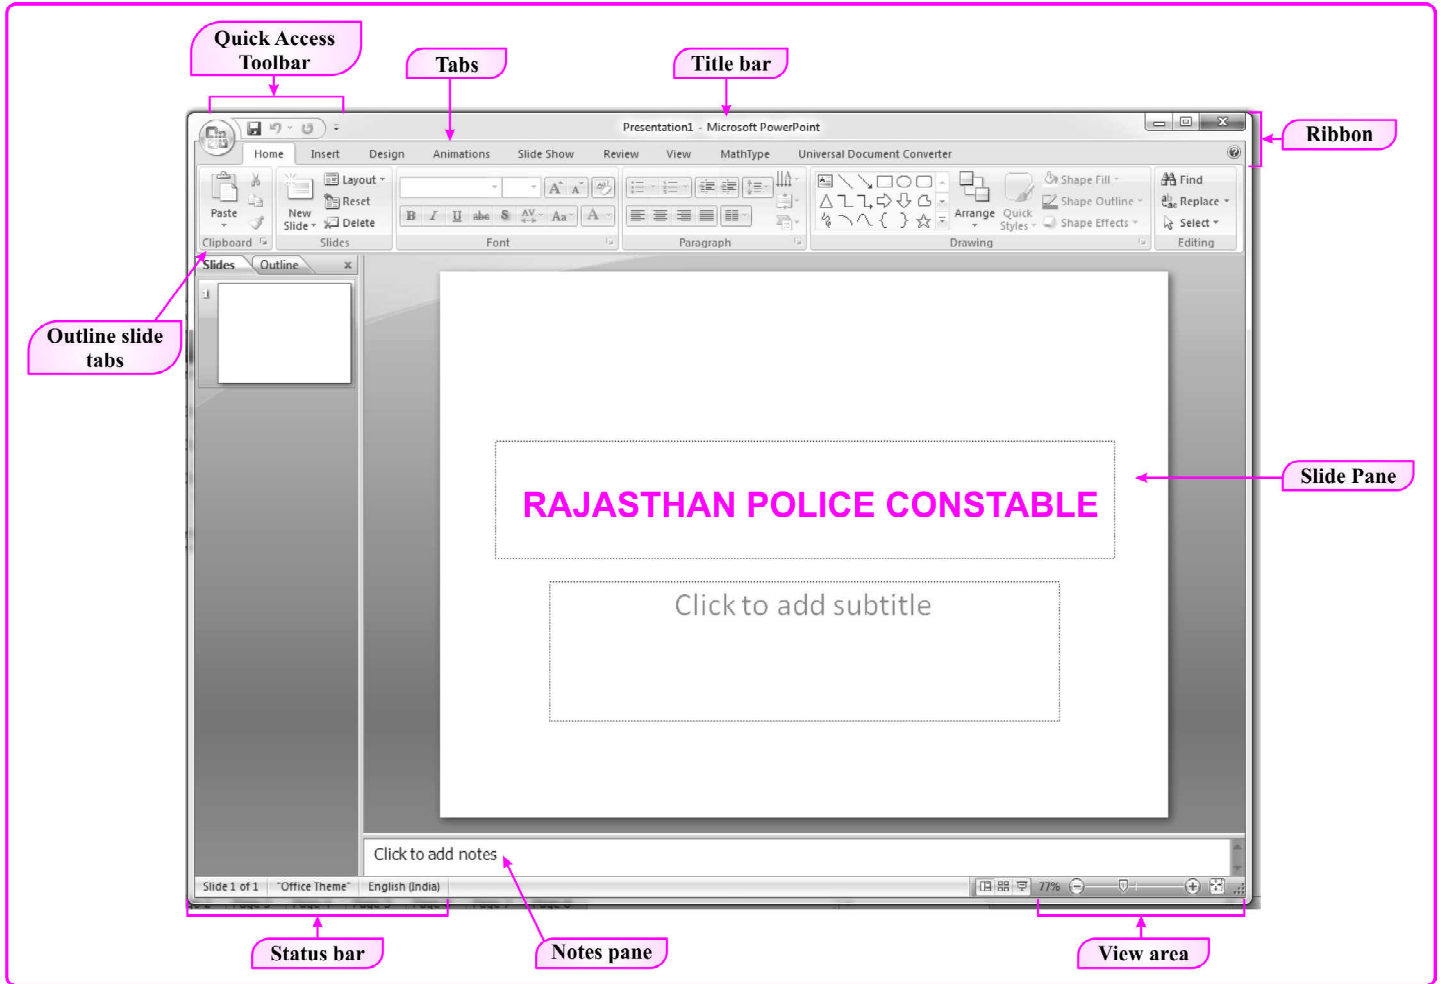 Quick Access
Toolbar
Tabs
Title bar
Presentation1 - Microsoft PowerPoint
Ribbon
Home Insert Design Animations Slide Show Review View MathType Universal Document Converter
Paste
New
Slide
Layout
Reset
Delete
B I U abe S AV Aa A
Arrange
Quick
Styles
Shape Fill
Shape Outline
Shape Effects
Find
Replace
Select
Clipboard Slides Font Paragraph Drawing Editing
Slides Outline x
1
Outline slide
tabs
Slide Pane
RAJASTHAN POLICE CONSTABLE
Click to add subtitle
Click to add notes
Slide 1 of 1 "Office Theme" English (India) 77%
Status bar
Notes pane
View area